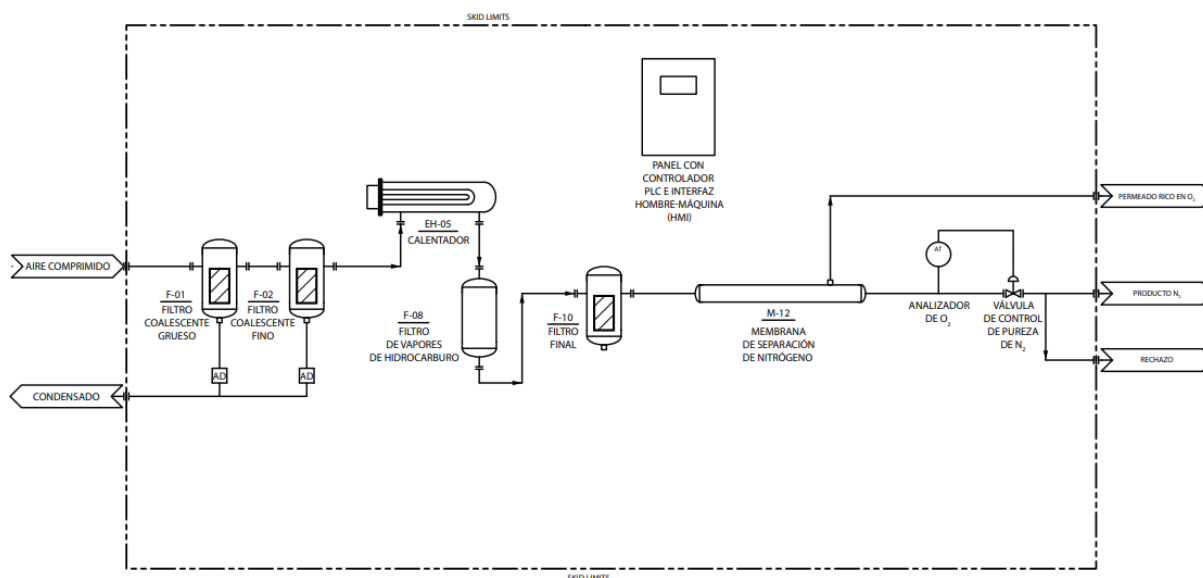 SKID LIMITS
PANEL CON
CONTROLADOR
PLC E INTERFAZ
HOMBRE-MÁQUINA
(HMI)
PERMEADO RICO EN O₂
EH-05
CALENTADOR
AIRE COMPRIMIDO
F-01
FILTRO
COALESCENTE
GRUESO
F-02
FILTRO
COALESCENTE
FINO
F-08
FILTRO
DE VAPORES
DE HIDROCARBURO
F-10
FILTRO
FINAL
M-12
MEMBRANA
DE SEPARACIÓN
DE NITRÓGENO
AT
ANALIZADOR
DE O₂
VÁLVULA
DE CONTROL
DE PUREZA
DE N₂
PRODUCTO N₂
RECHAZO
AD
AD
CONDENSADO
SKID LIMITS